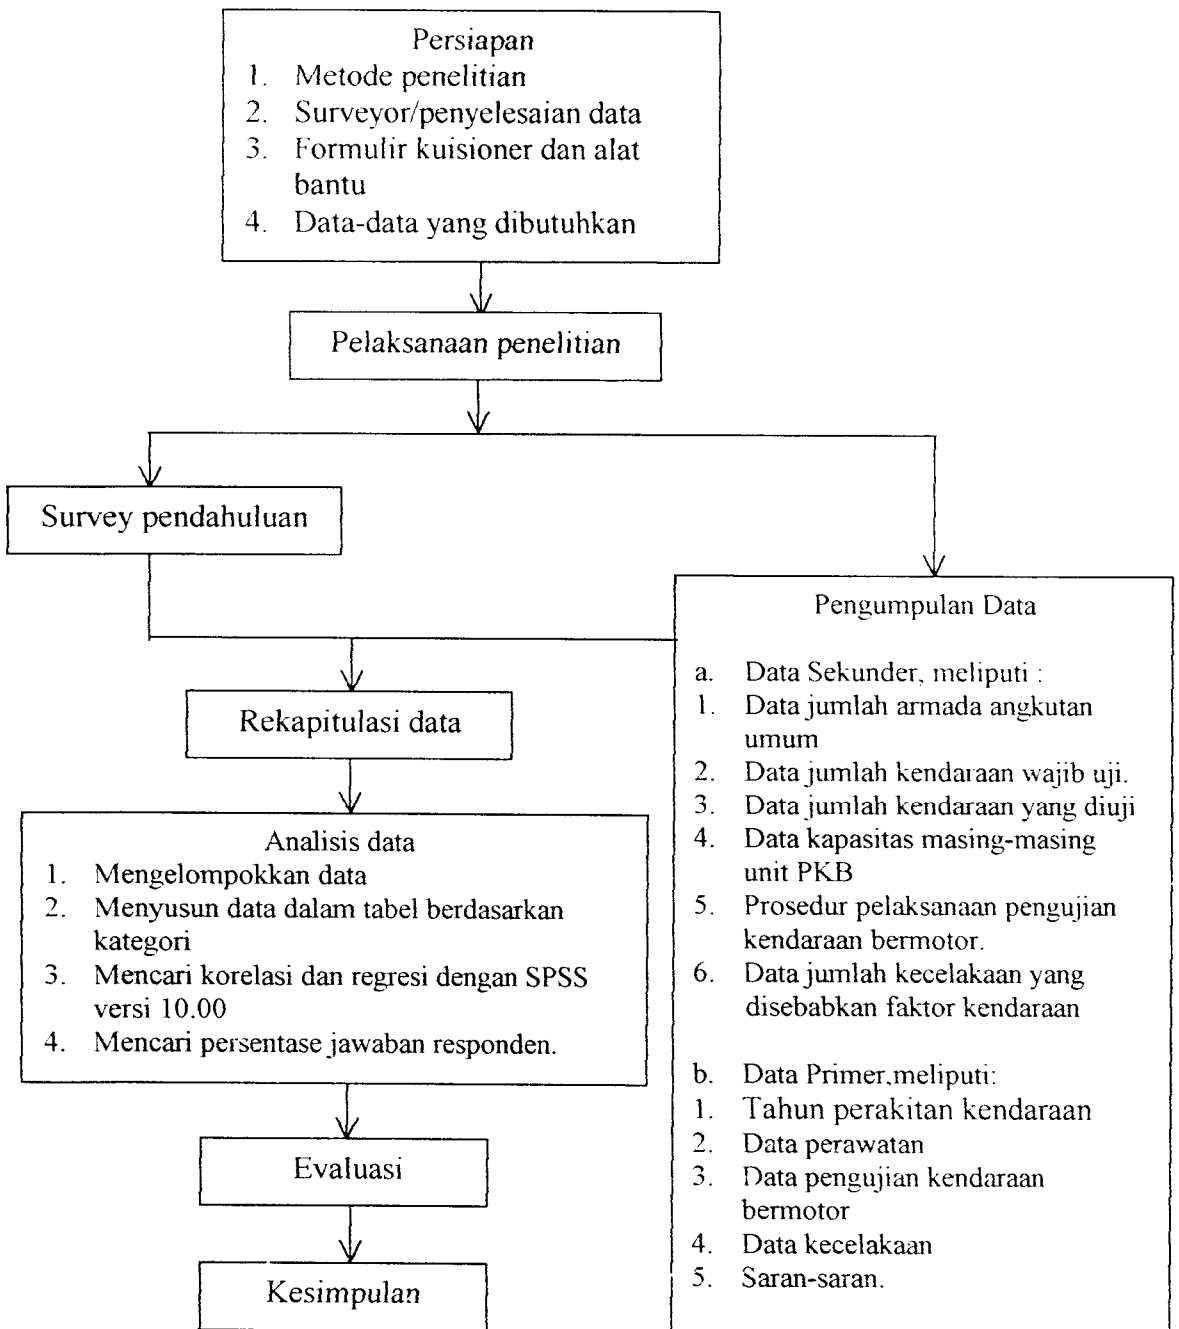 Persiapan
1. Metode penelitian
2. Surveyor/penyelesaian data
3. Formulir kuisioner dan alat
bantu
4. Data-data yang dibutuhkan
Pelaksanaan penelitian
Survey pendahuluan
Pengumpulan Data
a. Data Sekunder, meliputi :
1. Data jumlah armada angkutan
umum
2. Data jumlah kendaraan wajib uji.
3. Data jumlah kendaraan yang diuji
4. Data kapasitas masing-masing
unit PKB
5. Prosedur pelaksanaan pengujian
kendaraan bermotor.
6. Data jumlah kecelakaan yang
disebabkan faktor kendaraan
b. Data Primer,meliputi:
1. Tahun perakitan kendaraan
2. Data perawatan
3. Data pengujian kendaraan
bermotor
4. Data kecelakaan
5. Saran-saran.
Rekapitulasi data
Analisis data
1. Mengelompokkan data
2. Menyusun data dalam tabel berdasarkan
kategori
3. Mencari korelasi dan regresi dengan SPSS
versi 10.00
4. Mencari persentase jawaban responden.
Evaluasi
Kesimpulan